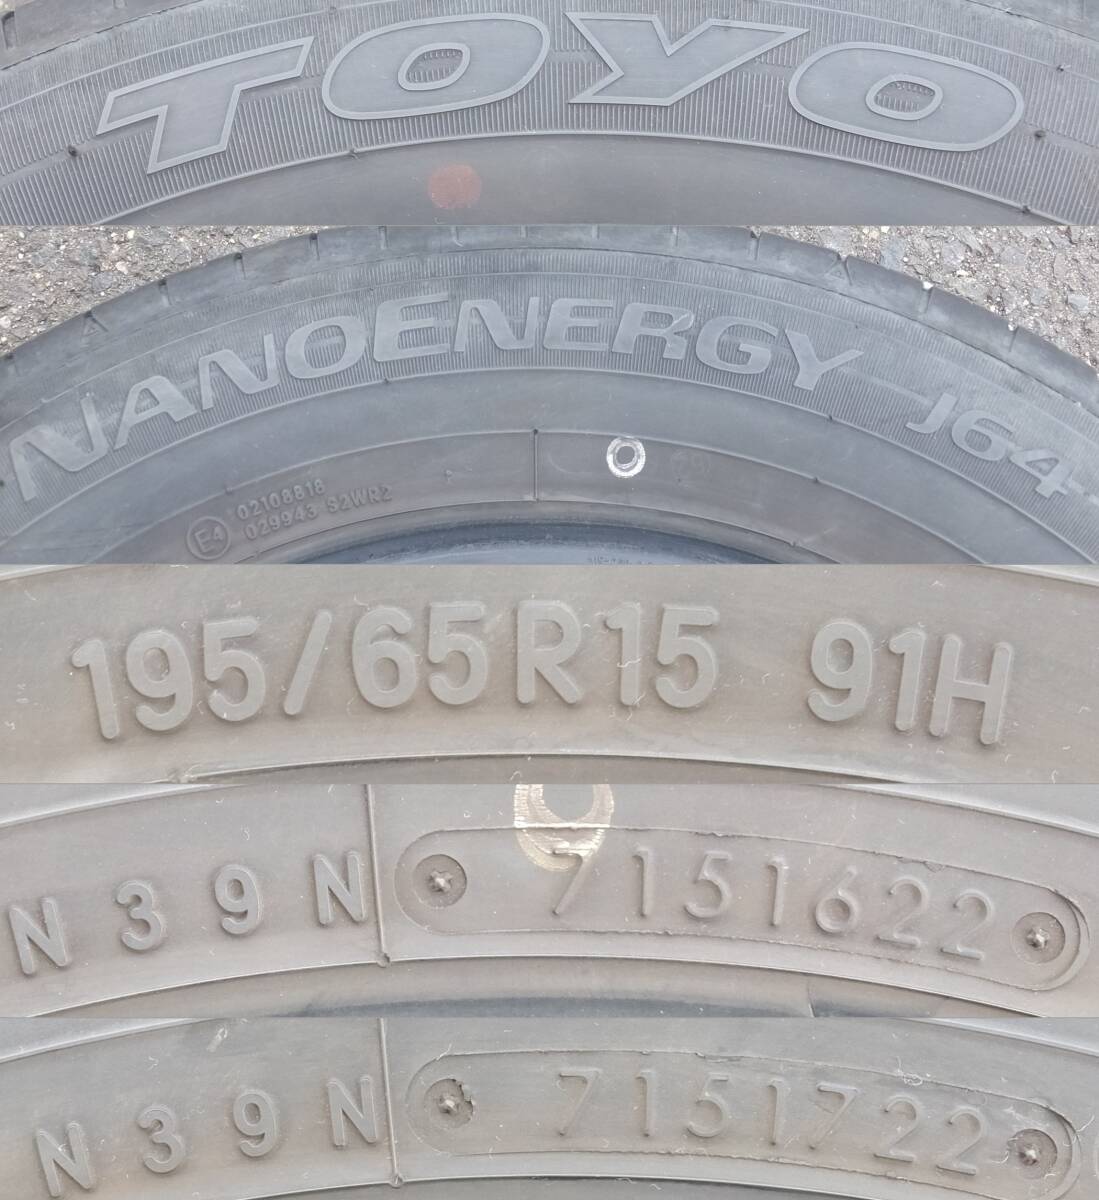 TOYO
NANOENERGY J64
E4 02108818
029943 S2WR2
195/65R15 91H
N39N 7151622
N39N 7151722